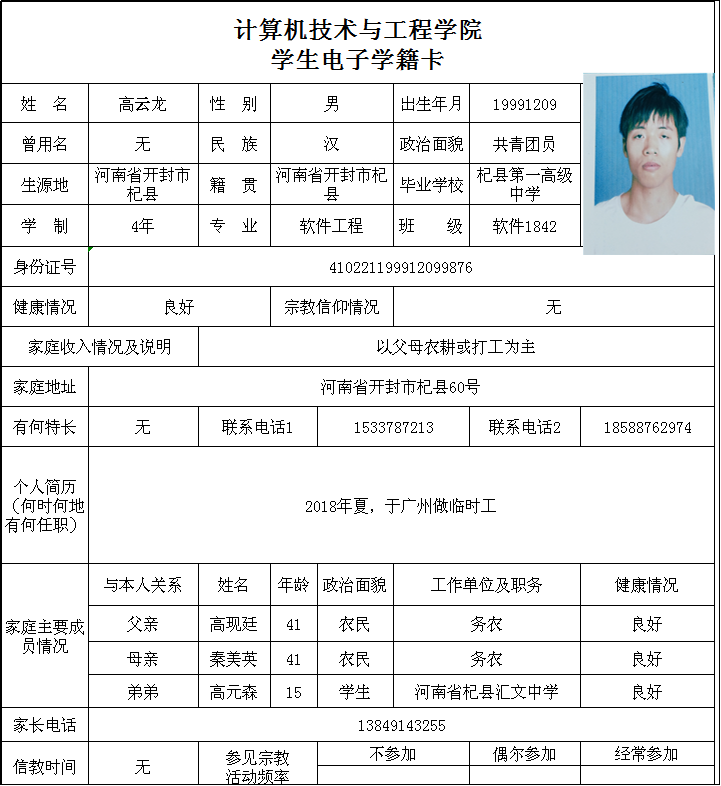 计算机技术与工程学院
学生电子学籍卡
姓 名 高云龙 性 别 男 出生年月 19991209
曾用名 无 民 族 汉 政治面貌 共青团员
生源地 河南省开封市杞县 籍 贯 河南省开封市杞县 毕业学校 杞县第一高级中学
学 制 4年 专 业 软件工程 班 级 软件1842
身份证号 410221199912099876
健康情况 良好 宗教信仰情况 无
家庭收入情况及说明 以父母农耕或打工为主
家庭地址 河南省开封市杞县60号
有何特长 无 联系电话1 1533787213 联系电话2 18588762974
个人简历
（何时何地
有何任职）
2018年夏，于广州做临时工
家庭主要成员情况
与本人关系 姓名 年龄 政治面貌 工作单位及职务 健康情况
父亲 高现廷 41 农民 务农 良好
母亲 秦美英 41 农民 务农 良好
弟弟 高元森 15 学生 河南省杞县汇文中学 良好
家长电话 13849143255
信教时间 无 参见宗教活动频率 不参加 偶尔参加 经常参加